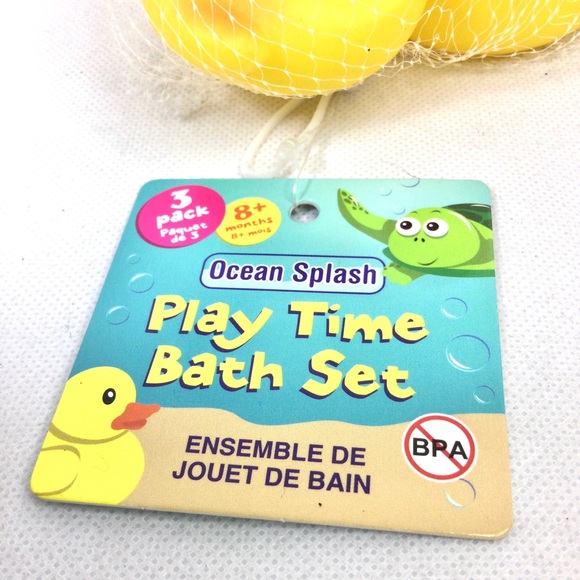 3
pack
Paquet
de 3
8+
months
8+ mois
Ocean Splash
Play Time
Bath Set
ENSEMBLE DE
JOUET DE BAIN
BPA